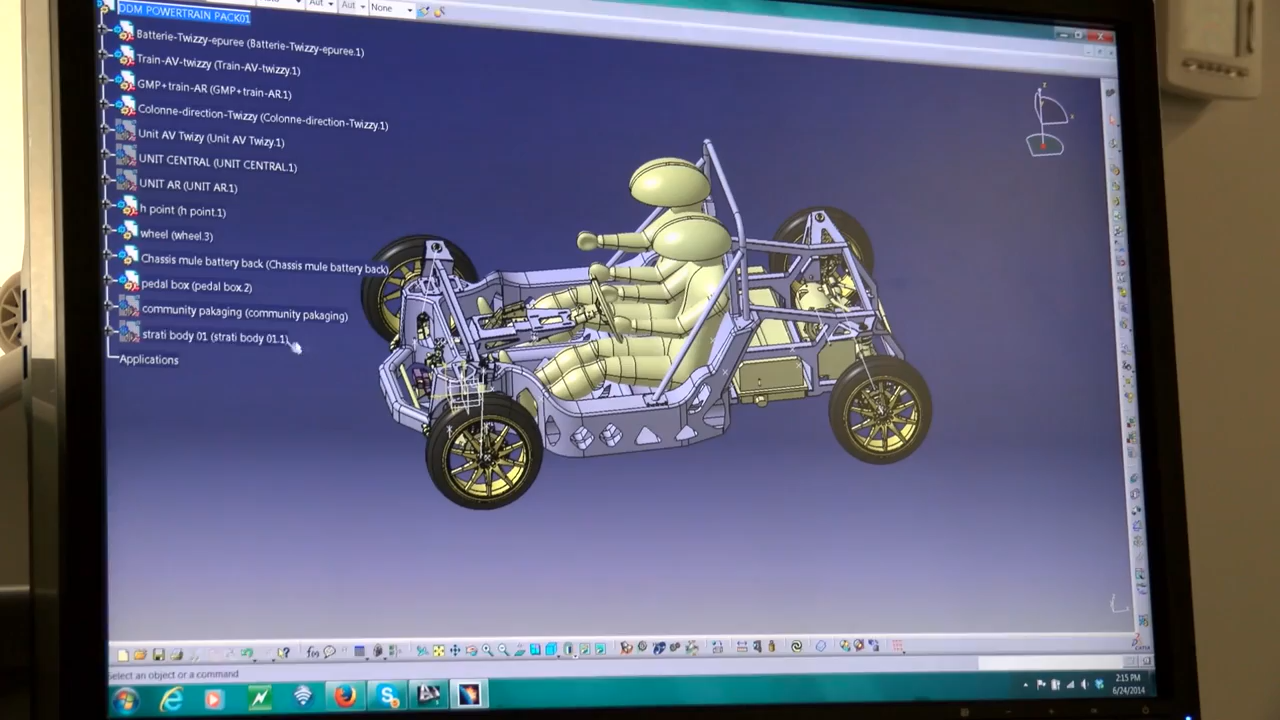 None
DDM POWERTRAIN PACK01
Batterie-Twizzy-epuree (Batterie-Twizzy-epuree.1)
Train-AV-twizzy (Train-AV-twizzy.1)
GMP+train-AR (GMP+train-AR.1)
Colonne-direction-Twizzy (Colonne-direction-Twizzy.1)
Unit AV Twizy (Unit AV Twizy.1)
UNIT CENTRAL (UNIT CENTRAL.1)
UNIT AR (UNIT AR.1)
h point (h point.1)
wheel (wheel.3)
Chassis mule battery back (Chassis mule battery back)
pedal box (pedal box.2)
community pakaging (community pakaging)
strati body 01 (strati body 01.1)
Applications
Select an object or a command
2:15 PM
6/24/2014